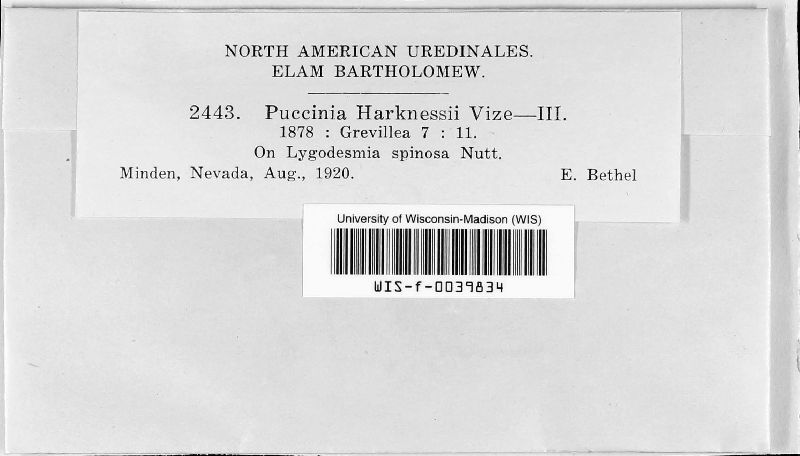 NORTH AMERICAN UREDINALES.
ELAM BARTHOLOMEW.
2443. Puccinia Harknessii Vize—III.
1878 : Grevillea 7 : 11.
On Lygodesmia spinosa Nutt.
Minden, Nevada, Aug., 1920. E. Bethel
University of Wisconsin-Madison (WIS)
WIS-f-0039834